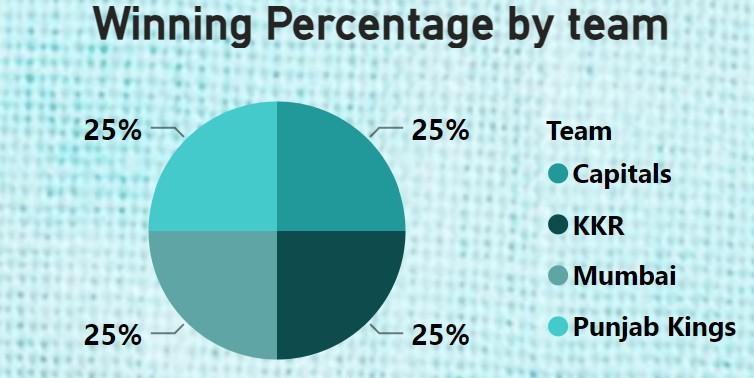 Winning Percentage by team
25%
25%
25%
25%
Team
Capitals
KKR
Mumbai
Punjab Kings